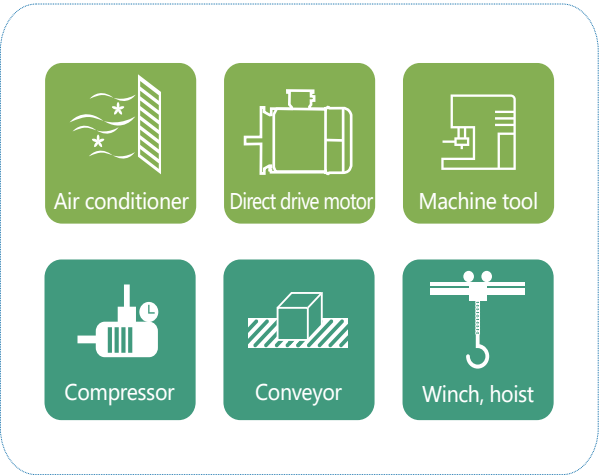 Air conditioner
Direct drive motor
Machine tool
Compressor
Conveyor
Winch, hoist